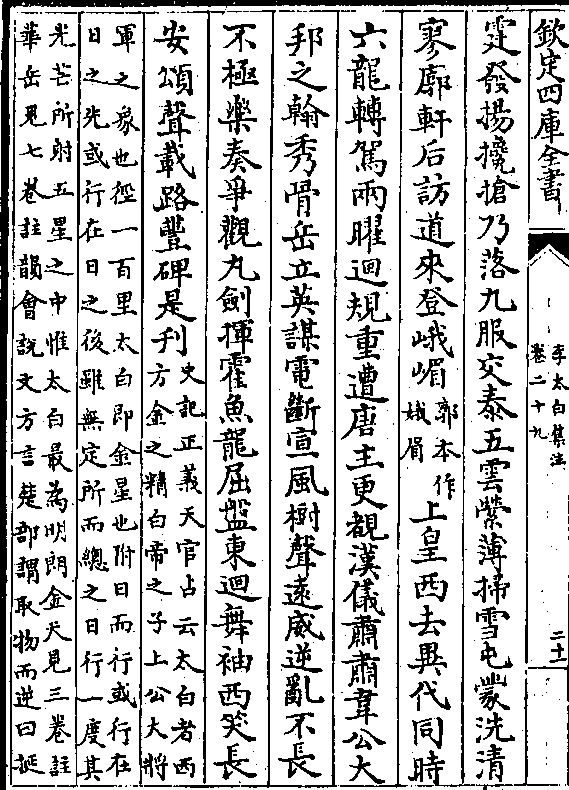 欽定四庫全書
李太白集注
卷二十九
二十一
霆發揚攙搶乃落九服交泰五雲縈薄掃雪屯蒙洗清
寥廓軒后訪道來登峨嵋
郭本作
娥眉
上皇西去異代同時
六龍轉駕兩曜迴規重遭唐主更覩漢儀肅肅韋公大
邦之翰秀骨岳立英謀電斷宣風樹聲遠威逆亂不長
不極樂奏爭觀丸劍揮霍魚龍屈盤東迴舞袖西笑長
安頌聲載路豐碑是刋
史記正義天官占云太白者西
方金之精白帝之子上公大將
軍之象也徑一百里太白即金星也附日而行或行在
日之先或行在日之後雖無定所而總之日行一度其
光芒所射五星之中惟太白最為明朗金天見三卷註
華岳見七卷註韻會說文方言楚部謂取物而逆曰挻